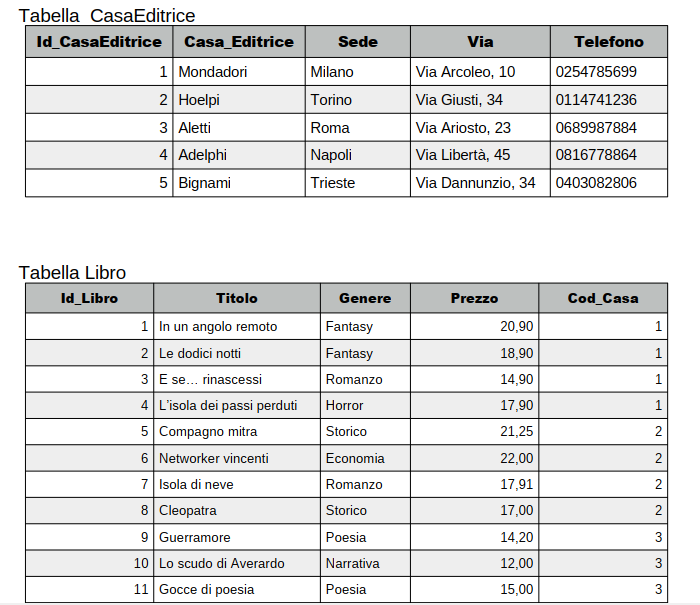 Tabella  CasaEditrice
Id_CasaEditrice Casa_Editrice Sede Via Telefono
1 Mondadori Milano Via Arcoleo, 10 0254785699
2 Hoelpi Torino Via Giusti, 34 0114741236
3 Aletti Roma Via Ariosto, 23 0689987884
4 Adelphi Napoli Via Libertà, 45 0816778864
5 Bignami Trieste Via Dannunzio, 34 0403082806
Tabella Libro
Id_Libro Titolo Genere Prezzo Cod_Casa
1 In un angolo remoto Fantasy 20,90 1
2 Le dodici notti Fantasy 18,90 1
3 E se… rinascessi Romanzo 14,90 1
4 L’isola dei passi perduti Horror 17,90 1
5 Compagno mitra Storico 21,25 2
6 Networker vincenti Economia 22,00 2
7 Isola di neve Romanzo 17,91 2
8 Cleopatra Storico 17,00 2
9 Guerramore Poesia 14,20 3
10 Lo scudo di Averardo Narrativa 12,00 3
11 Gocce di poesia Poesia 15,00 3